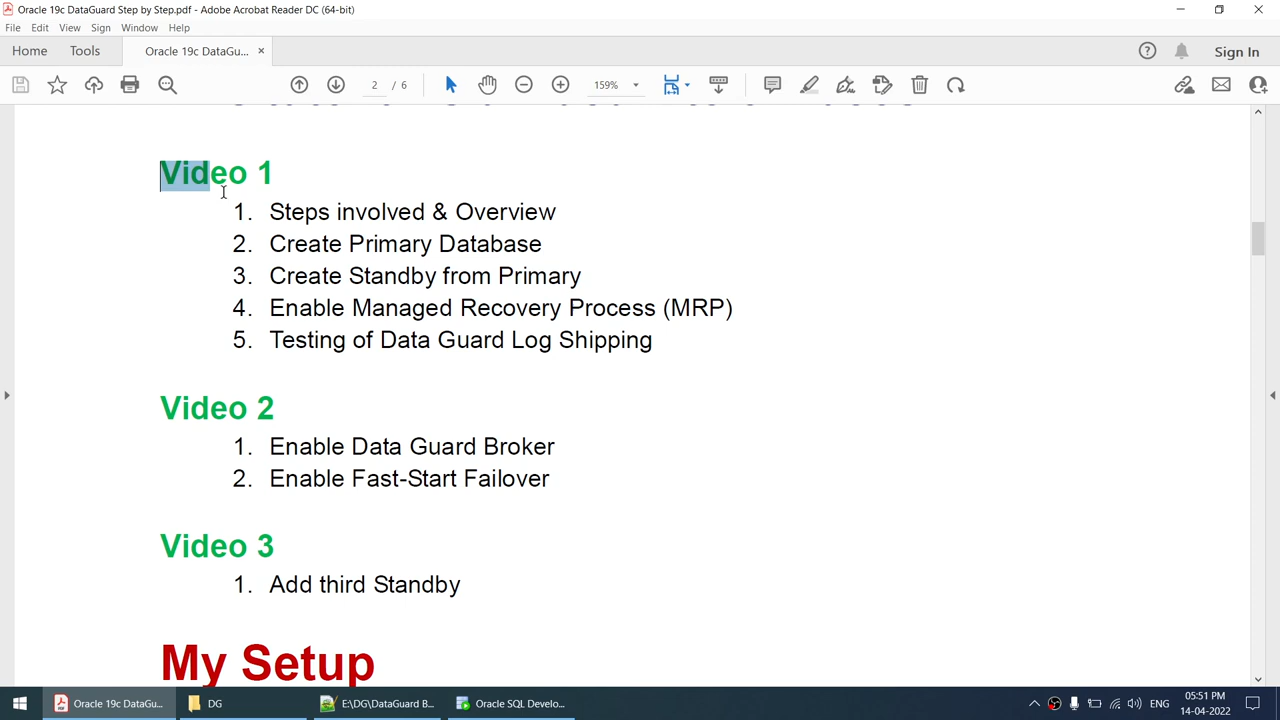 Oracle 19c DataGuard Step by Step.pdf - Adobe Acrobat Reader DC (64-bit)
File Edit View Sign Window Help
Home Tools Oracle 19c DataGu... × Sign In
2 / 6 159%
Video 1
1. Steps involved & Overview
2. Create Primary Database
3. Create Standby from Primary
4. Enable Managed Recovery Process (MRP)
5. Testing of Data Guard Log Shipping
Video 2
1. Enable Data Guard Broker
2. Enable Fast-Start Failover
Video 3
1. Add third Standby
My Setup
Oracle 19c DataGu... DG E:\DG\DataGuard B... Oracle SQL Develo... ENG 05:51 PM
14-04-2022